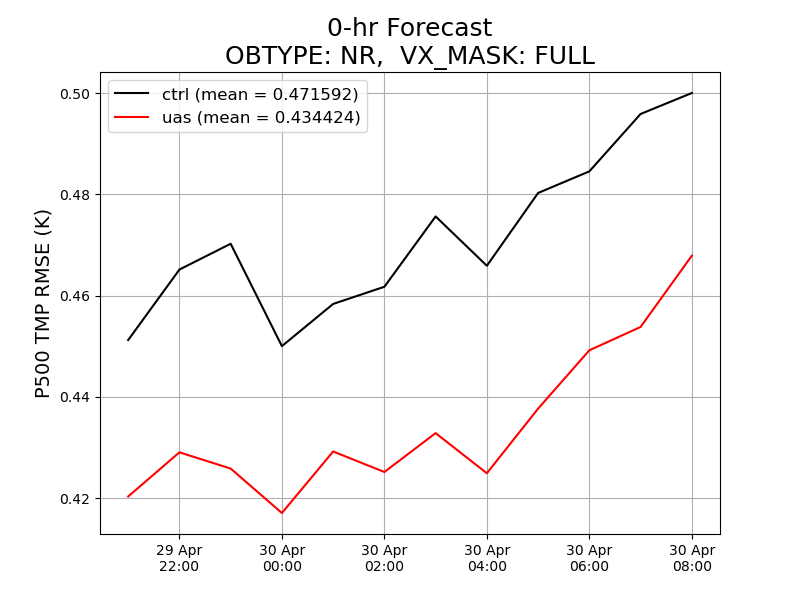 0-hr Forecast
OBTYPE: NR,  VX_MASK: FULL
ctrl (mean = 0.471592)
uas (mean = 0.434424)
P500 TMP RMSE (K)
0.50
0.48
0.46
0.44
0.42
29 Apr 30 Apr 30 Apr 30 Apr 30 Apr 30 Apr
22:00 00:00 02:00 04:00 06:00 08:00